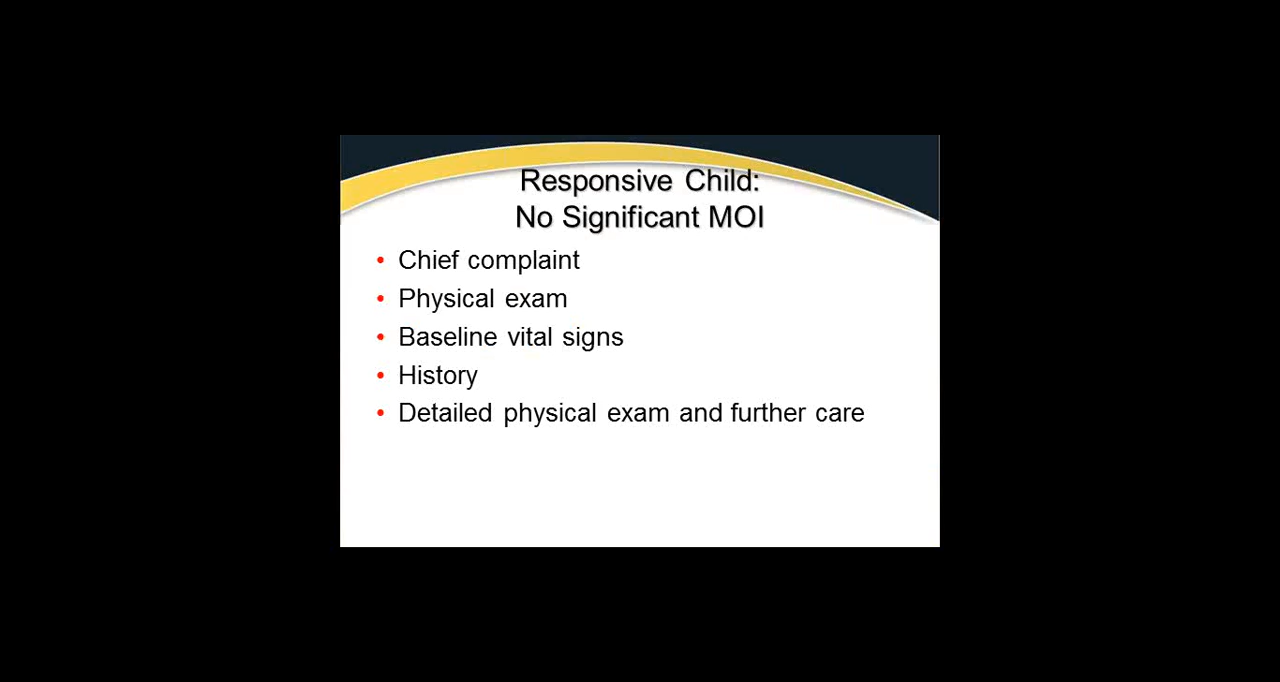 Responsive Child:
No Significant MOI
• Chief complaint
• Physical exam
• Baseline vital signs
• History
• Detailed physical exam and further care